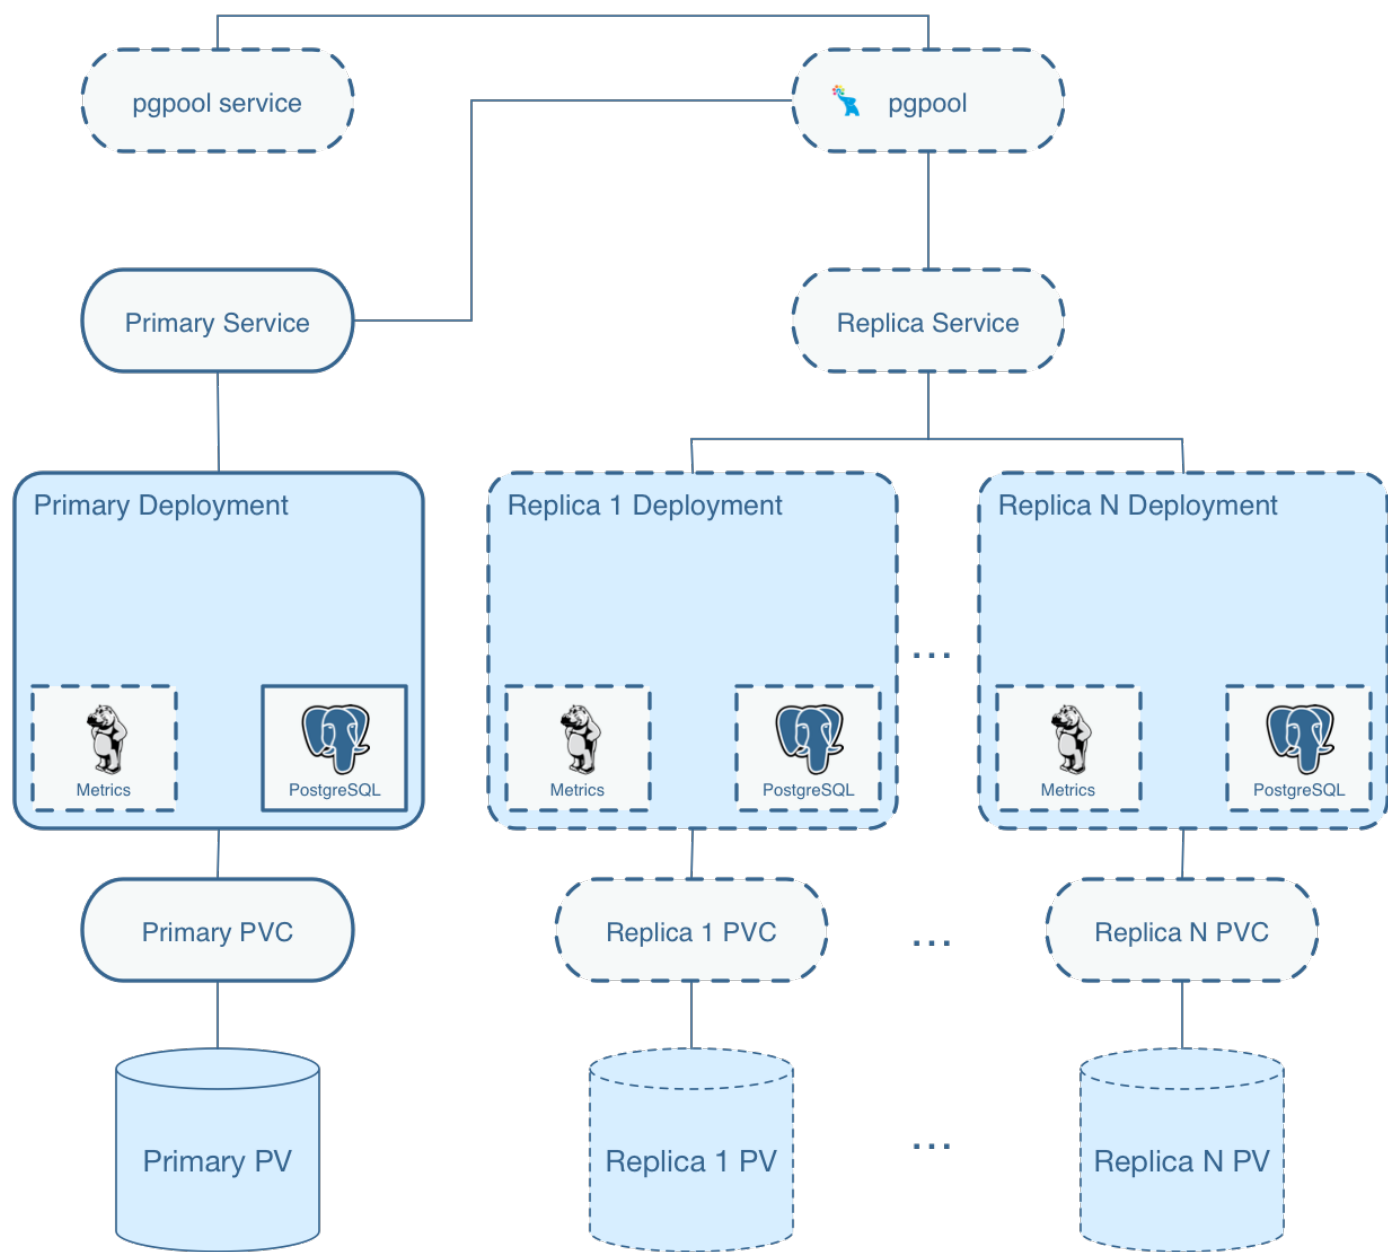 pgpool service
pgpool
Primary Service
Replica Service
Primary Deployment
Replica 1 Deployment
Replica N Deployment
...
Metrics
PostgreSQL
Metrics
PostgreSQL
Metrics
PostgreSQL
Primary PVC
Replica 1 PVC
...
Replica N PVC
Primary PV
Replica 1 PV
...
Replica N PV